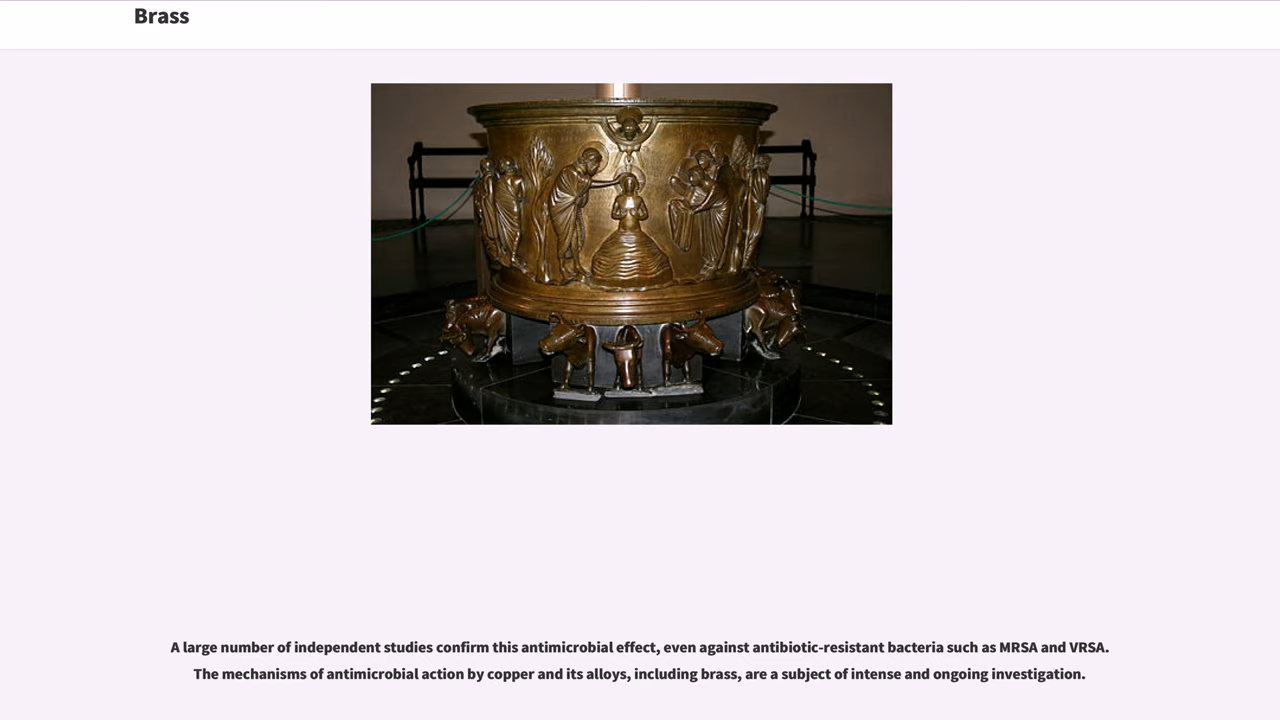 Brass
A large number of independent studies confirm this antimicrobial effect, even against antibiotic-resistant bacteria such as MRSA and VRSA.
The mechanisms of antimicrobial action by copper and its alloys, including brass, are a subject of intense and ongoing investigation.